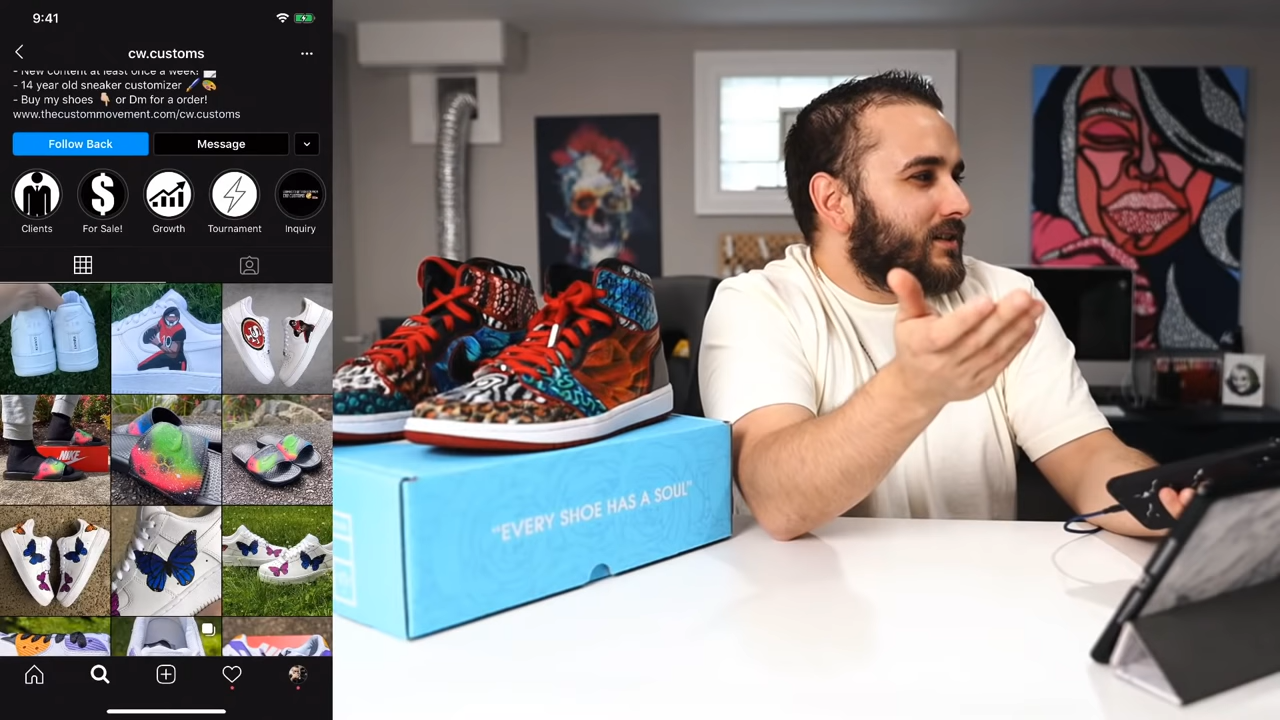 9:41
cw.customs
- New content at least once a week!
- 14 year old sneaker customizer
- Buy my shoes 👇🏼 or Dm for a order!
www.thecustommovement.com/cw.customs
Follow Back
Message
Clients
For Sale!
Growth
Tournament
Inquiry
NIKE
"EVERY SHOE HAS A SOUL"